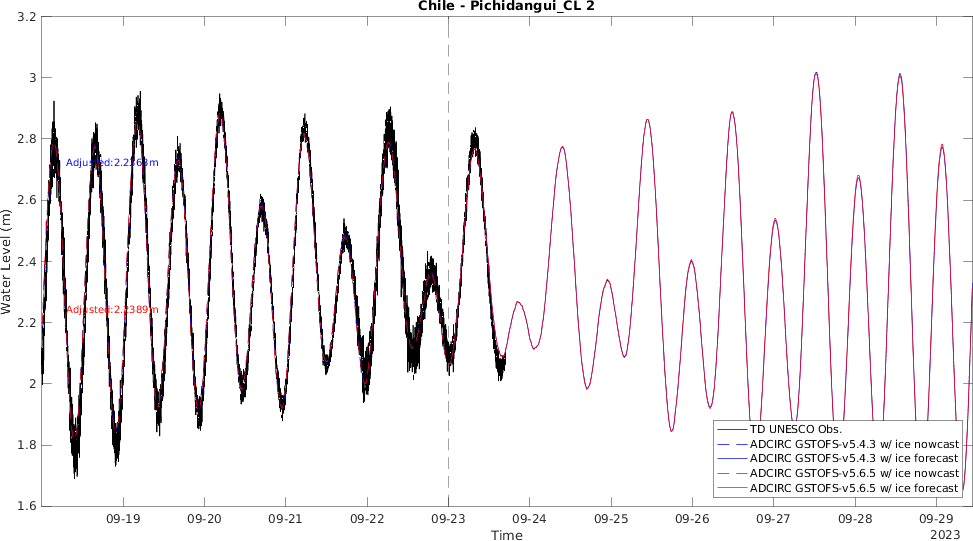 Chile - Pichidangui_CL 2
3.2
3
2.8
2.6
2.4
2.2
2
1.8
1.6
Water Level (m)
Adjusted:2.2363m
Adjusted:2.2389m
TD UNESCO Obs.
ADCIRC GSTOFS-v5.4.3 w/ ice nowcast
ADCIRC GSTOFS-v5.4.3 w/ ice forecast
ADCIRC GSTOFS-v5.6.5 w/ ice nowcast
ADCIRC GSTOFS-v5.6.5 w/ ice forecast
09-19 09-20 09-21 09-22 09-23 09-24 09-25 09-26 09-27 09-28 09-29
Time
2023